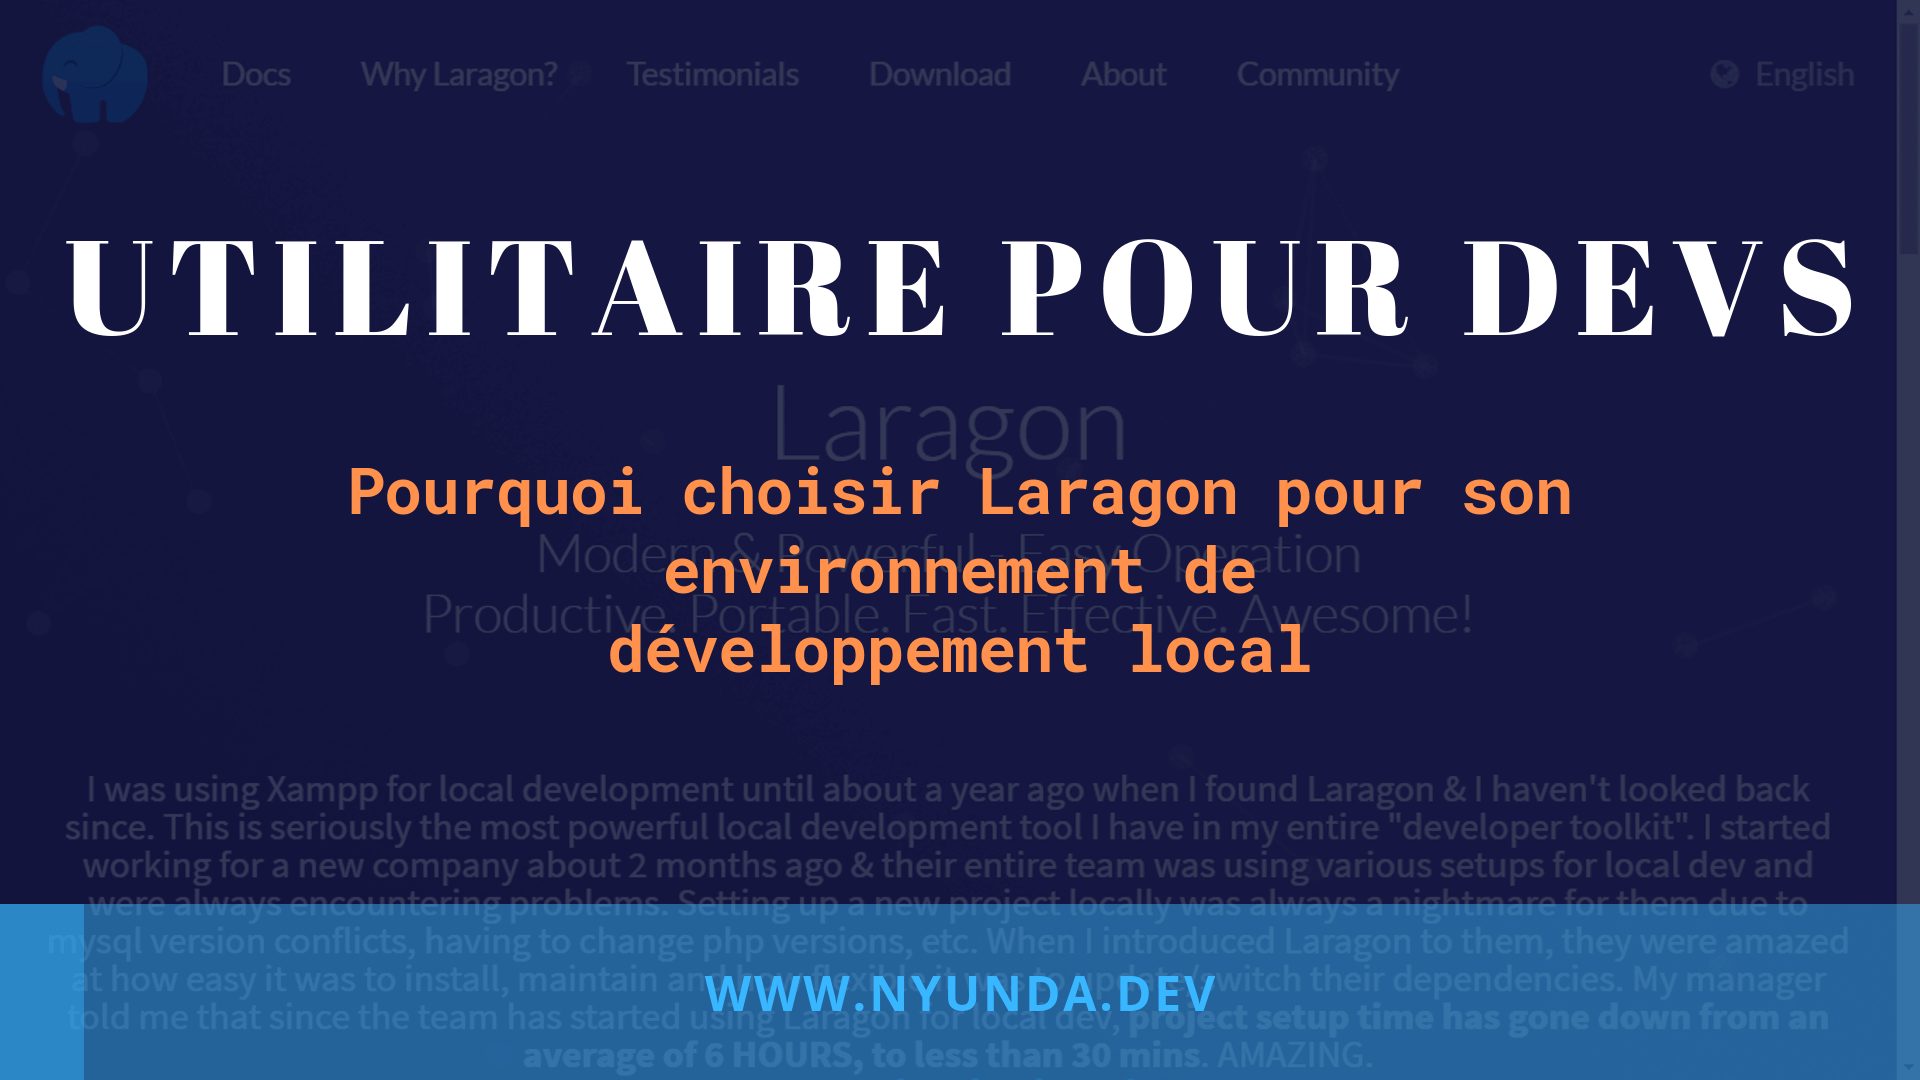 Docs Why Laragon? Testimonials Download About Community English
UTILITAIRE POUR DEVS
Laragon
Pourquoi choisir Laragon pour son
Modern & Powerful - Easy Operation
environnement de
Productive. Portable. Fast. Effective. Awesome!
développement local
I was using Xampp for local development until about a year ago when I found Laragon & I haven't looked back
since. This is seriously the most powerful local development tool I have in my entire "developer toolkit". I started
working for a new company about 2 months ago & their entire team was using various setups for local dev and
were always encountering problems. Setting up a new project locally was always a nightmare for them due to
mysql version conflicts, having to change php versions, etc. When I introduced Laragon to them, they were amazed
at how easy it was to install, maintain and switch their dependencies. My manager
WWW.NYUNDA.DEV
told me that since the team has started using Laragon for local dev, project setup time has gone down from an
average of 6 HOURS, to less than 30 mins. AMAZING.